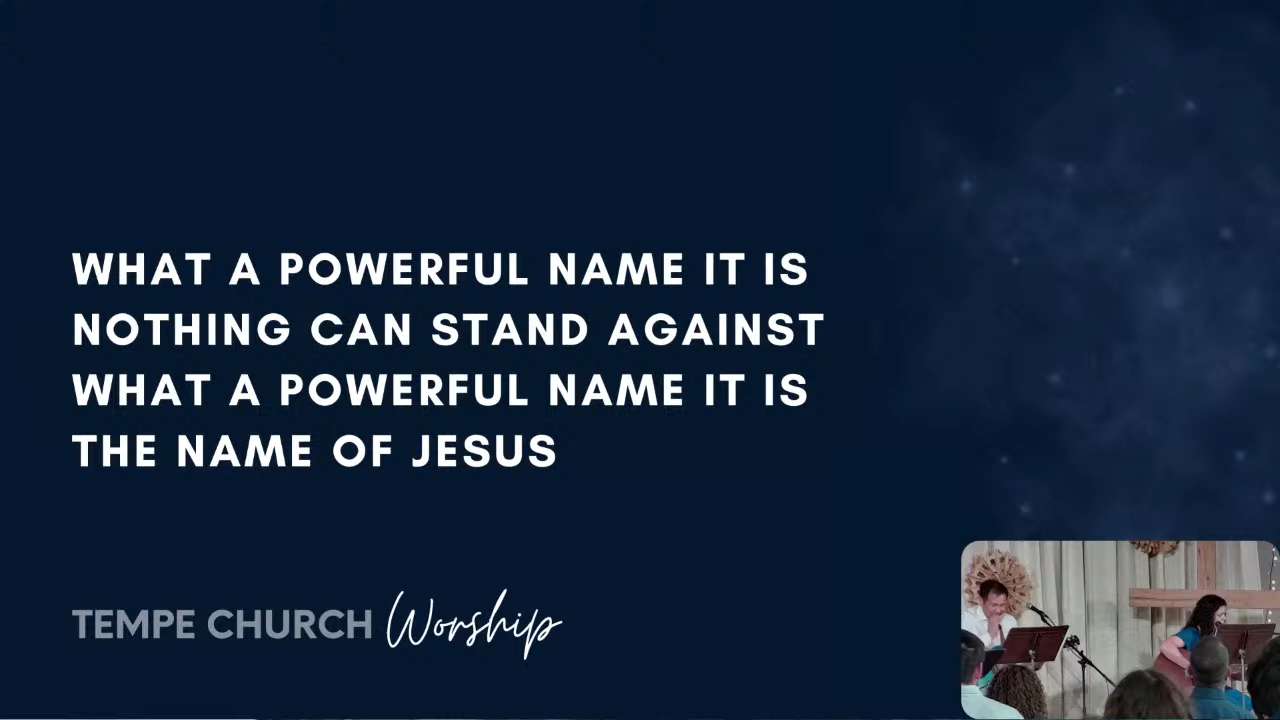 WHAT A POWERFUL NAME IT IS
NOTHING CAN STAND AGAINST
WHAT A POWERFUL NAME IT IS
THE NAME OF JESUS
TEMPE CHURCH Worship